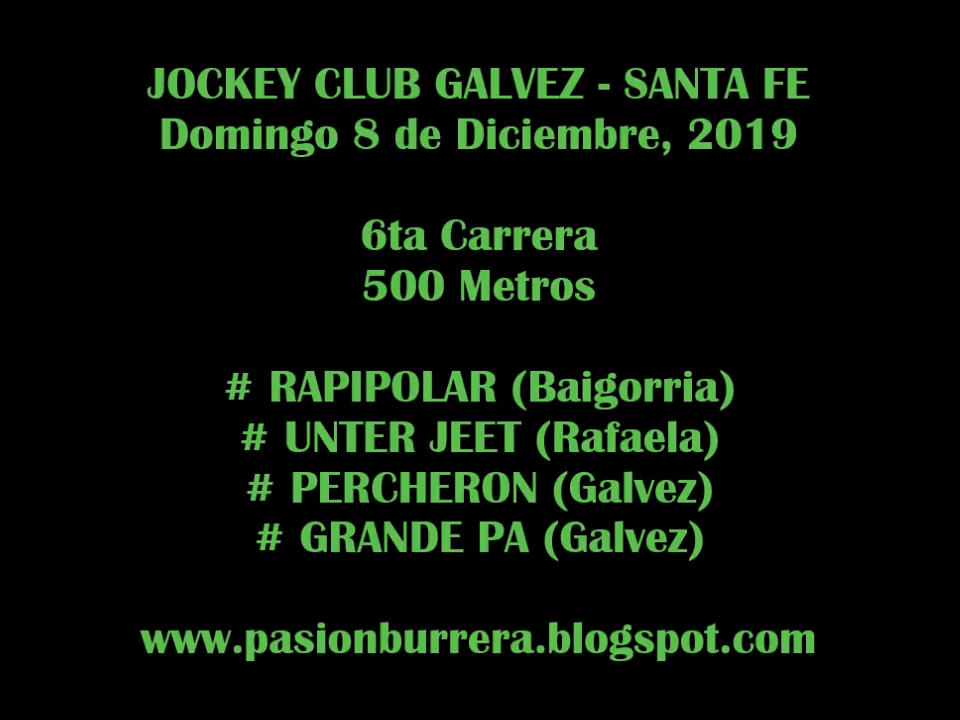 JOCKEY CLUB GALVEZ - SANTA FE
Domingo 8 de Diciembre, 2019
6ta Carrera
500 Metros
# RAPIPOLAR (Baigorria)
# UNTER JEET (Rafaela)
# PERCHERON (Galvez)
# GRANDE PA (Galvez)
www.pasionburrera.blogspot.com